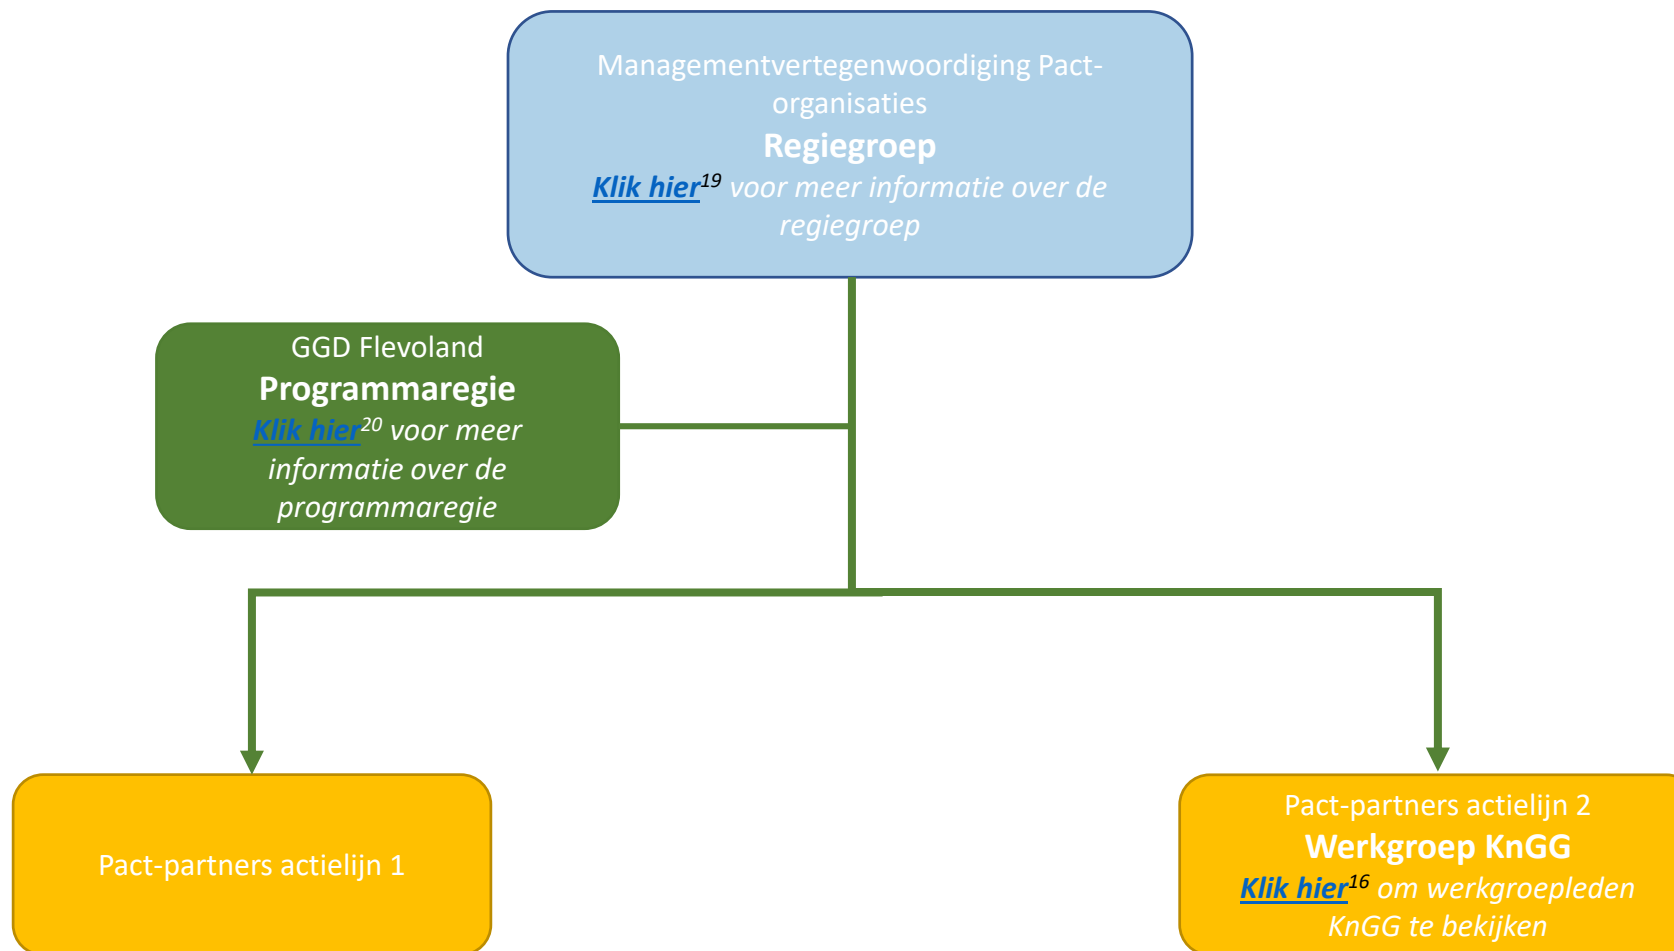 Managementvertegenwoordiging Pact-
organisaties
Regiegroep
Klik hier19 voor meer informatie over de
regiegroep
GGD Flevoland
Programmaregie
Klik hier20 voor meer
informatie over de
programmaregie
Pact-partners actielijn 1
Pact-partners actielijn 2
Werkgroep KnGG
Klik hier16 om werkgroepleden
KnGG te bekijken